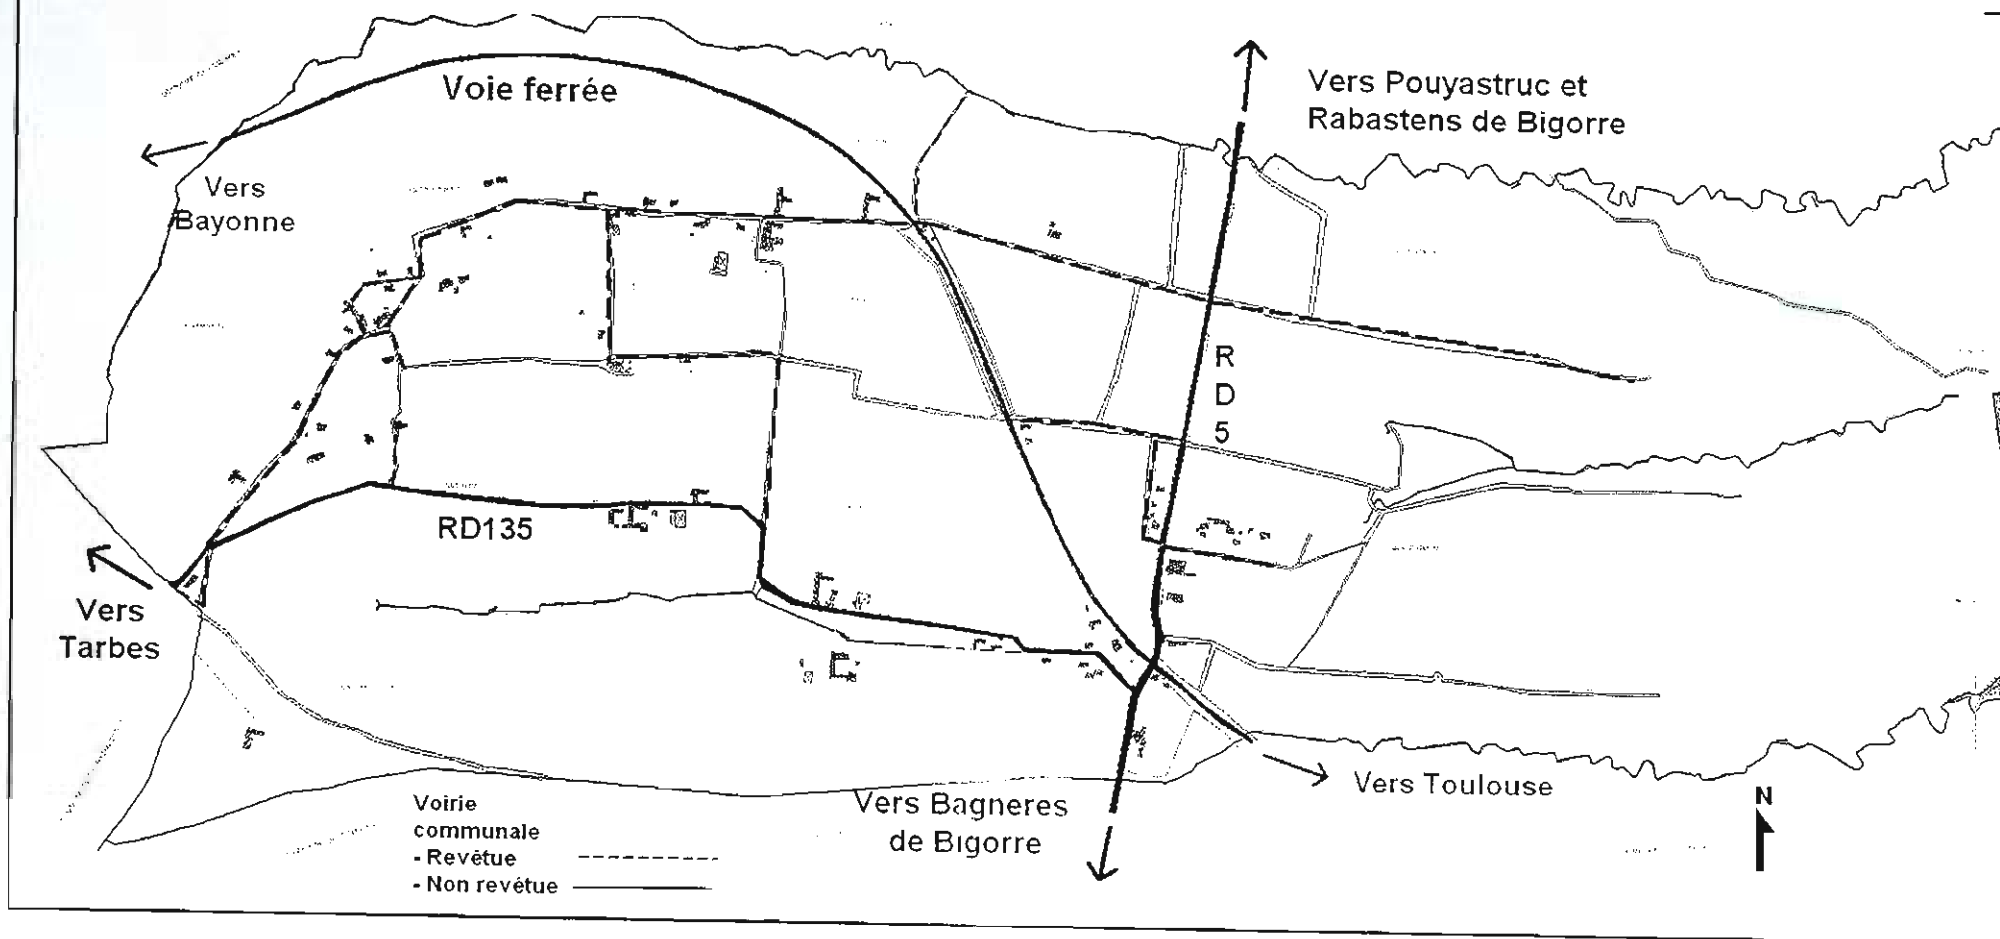 Voie ferrée
Vers Pouyastruc et
Rabastens de Bigorre
Vers
Bayonne
R
D
5
RD135
Vers
Tarbes
Vers Toulouse
Vers Bagneres
de Bigorre
N
Voirie
communale
- Revêtue
- Non revêtue